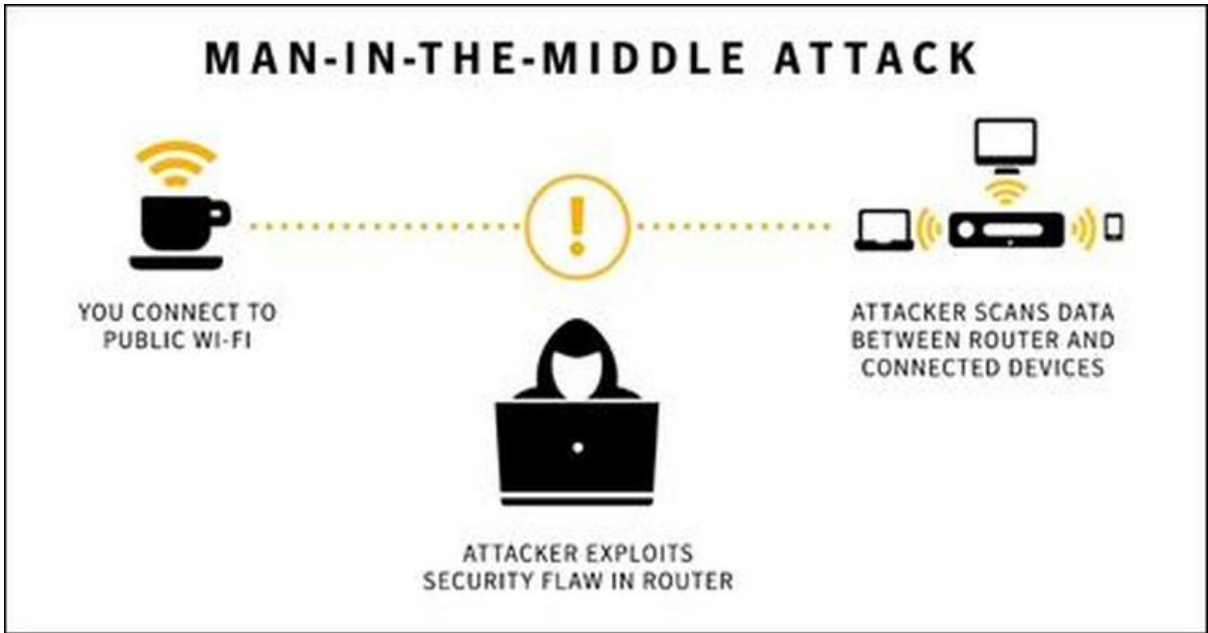 MAN-IN-THE-MIDDLE ATTACK
YOU CONNECT TO
PUBLIC WI-FI
ATTACKER SCANS DATA
BETWEEN ROUTER AND
CONNECTED DEVICES
ATTACKER EXPLOITS
SECURITY FLAW IN ROUTER